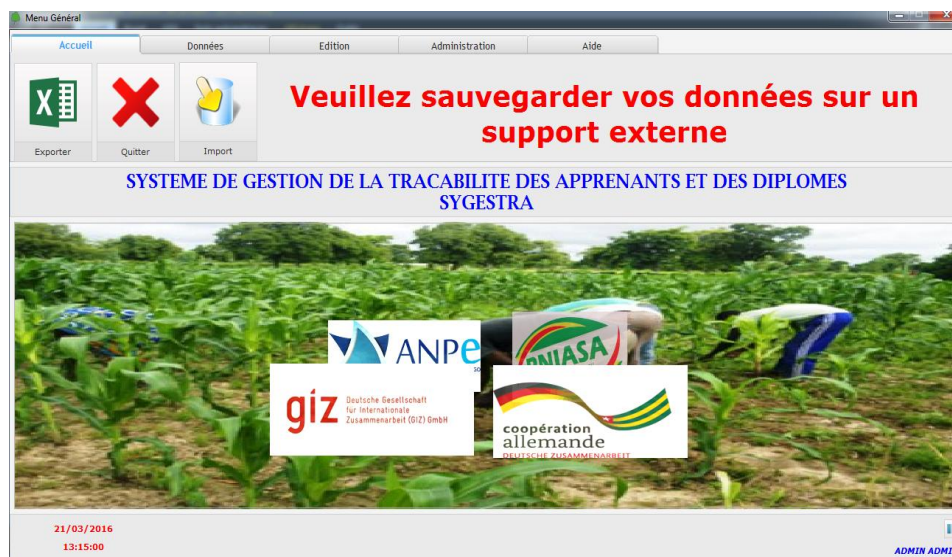 Menu Général
Accueil
Données
Edition
Administration
Aide
Exporter
Quitter
Import
Veuillez sauvegarder vos données sur un
support externe
SYSTEME DE GESTION DE LA TRACABILITE DES APPRENANTS ET DES DIPLOMES
SYGESTRA
ANPe
PNIASA
giz
Deutsche Gesellschaft
für Internationale
Zusammenarbeit (GIZ) GmbH
coopération
allemande
DEUTSCHE ZUSAMMENARBEIT
21/03/2016
13:15:00
ADMIN ADMI